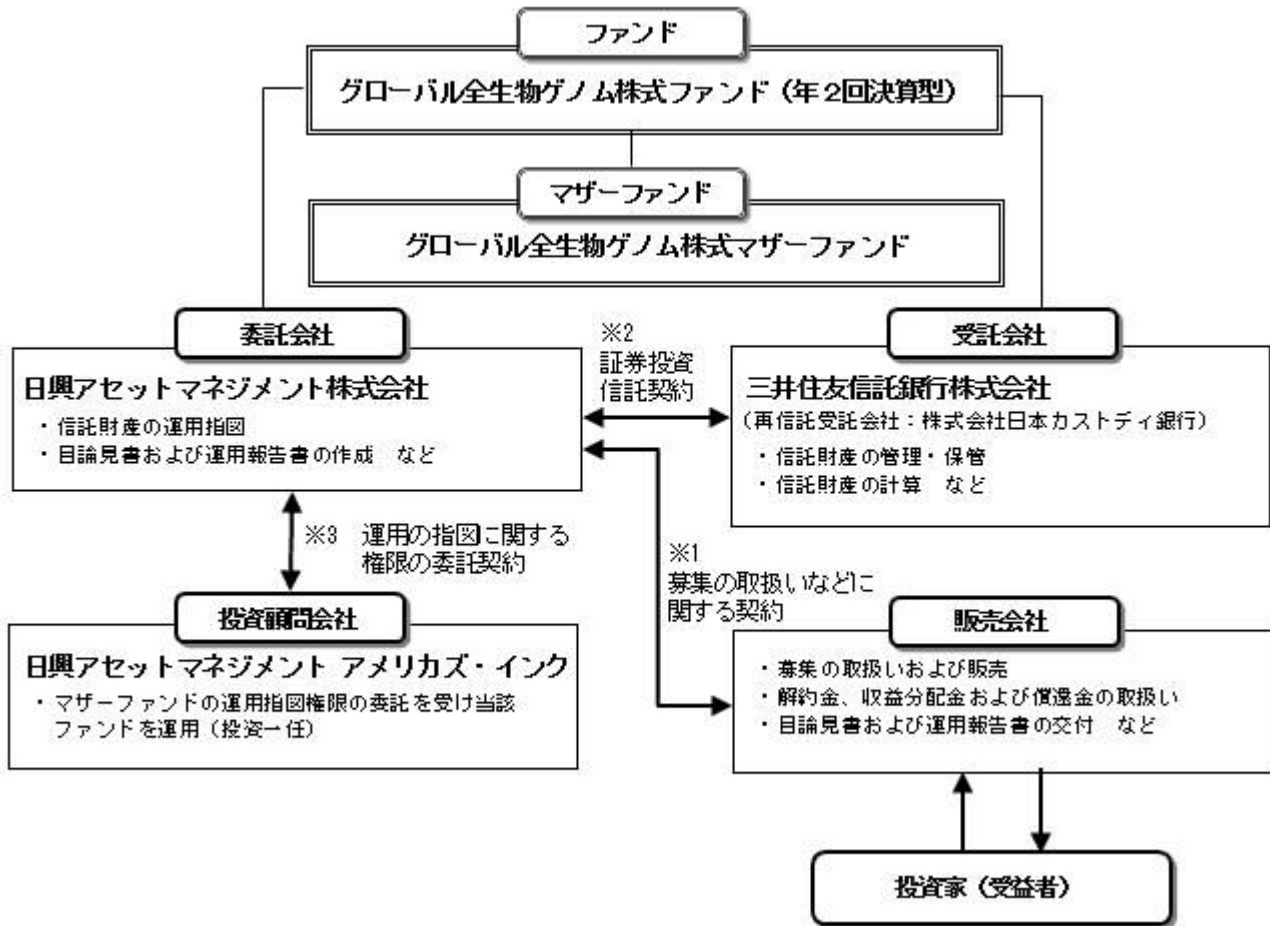 ファンド
グローバル全生物ゲノム株式ファンド（年２回決算型）
マザーファンド
グローバル全生物ゲノム株式マザーファンド
委託会社
日興アセットマネジメント株式会社
・信託財産の運用指図
・目論見書および運用報告書の作成　など
※2
証券投資
信託契約
受託会社
三井住友信託銀行株式会社
（再信託受託会社：株式会社日本カストディ銀行）
・信託財産の管理・保管
・信託財産の計算　など
※3　運用の指図に関する
権限の委託契約
※1
募集の取扱いなどに
関する契約
投資顧問会社
日興アセットマネジメント アメリカズ・インク
・マザーファンドの運用指図権限の委託を受け当該
ファンドを運用（投資一任）
販売会社
・募集の取扱いおよび販売
・解約金、収益分配金および償還金の取扱い
・目論見書および運用報告書の交付　など
投資家（受益者）